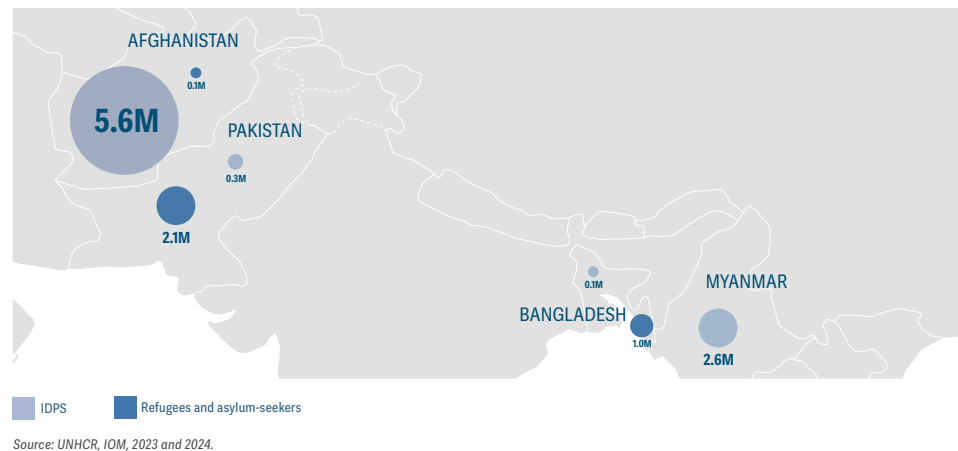 AFGHANISTAN
0.1M
5.6M
PAKISTAN
0.3M
2.1M
0.1M
MYANMAR
BANGLADESH
1.0M
2.6M
IDPS
Refugees and asylum-seekers
Source: UNHCR, IOM, 2023 and 2024.